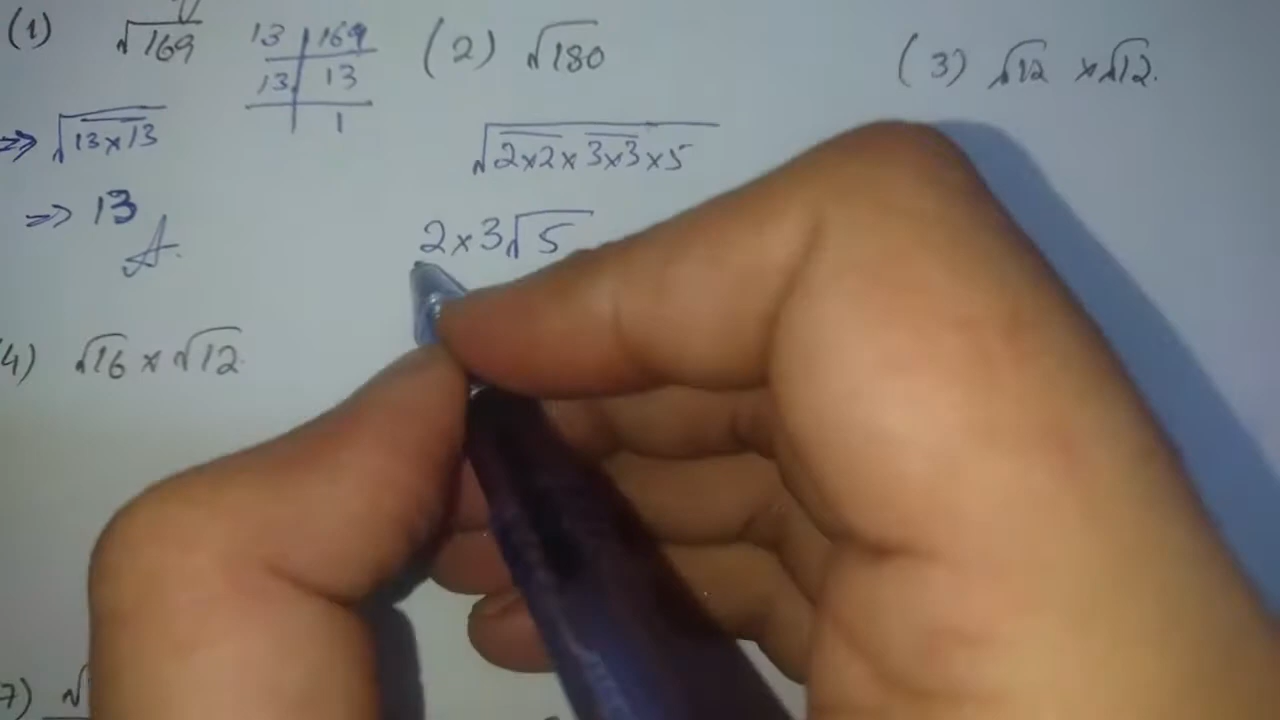 (1) √169
13 | 169
13 | 13
1
⇒ √13×13
⇒ 13
(2) √180
√2×2×3×3×5
2×3√5
(3) √12 ×√12.
4) √16 × √12
7) √